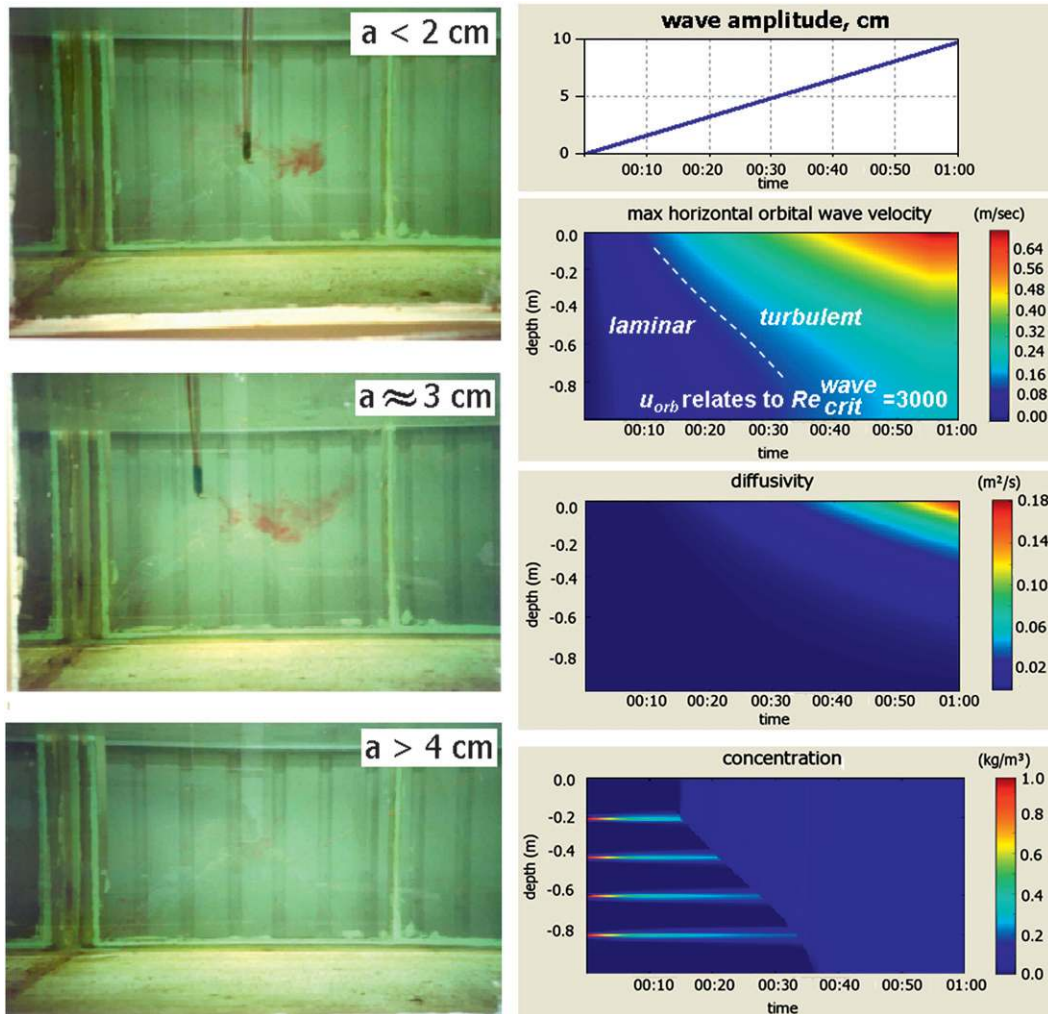 a < 2 cm
a ≈ 3 cm
a > 4 cm
wave amplitude, cm
10
5
0
00:10 00:20 00:30 00:40 00:50 01:00
time
max horizontal orbital wave velocity (m/sec)
0.0
-0.2
-0.4
-0.6
-0.8
depth (m)
laminar
turbulent
u_orb relates to Re^wave_crit =3000
00:10 00:20 00:30 00:40 00:50 01:00
time
0.64
0.56
0.48
0.40
0.32
0.24
0.16
0.08
0.00
diffusivity (m²/s)
0.0
-0.2
-0.4
-0.6
-0.8
depth (m)
00:10 00:20 00:30 00:40 00:50 01:00
time
0.18
0.14
0.10
0.06
0.02
concentration (kg/m³)
0.0
-0.2
-0.4
-0.6
-0.8
depth (m)
00:10 00:20 00:30 00:40 00:50 01:00
time
1.0
0.8
0.6
0.4
0.2
0.0